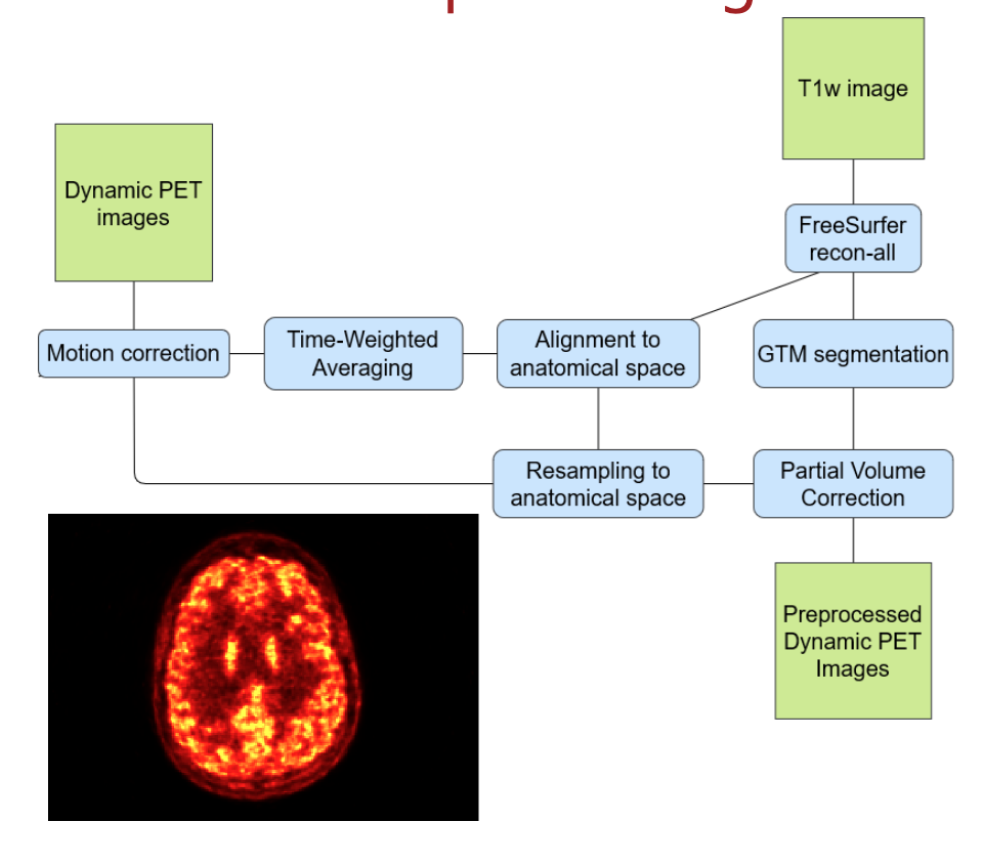 T1w image
Dynamic PET
images
FreeSurfer
recon-all
Motion correction
Time-Weighted
Averaging
Alignment to
anatomical space
GTM segmentation
Resampling to
anatomical space
Partial Volume
Correction
Preprocessed
Dynamic PET
Images